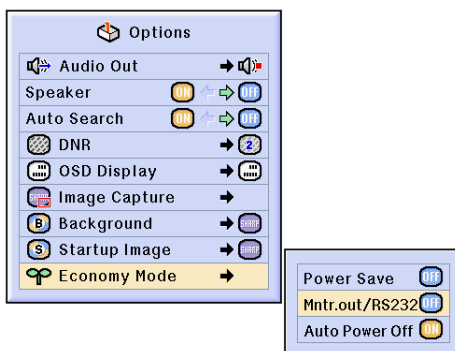 Options
Audio Out
Speaker ON OFF
Auto Search ON OFF
DNR 2
OSD Display
Image Capture SHARP
B Background SHARP
S Startup Image SHARP
Economy Mode
Power Save OFF
Mntr.out/RS232 OFF
Auto Power Off ON